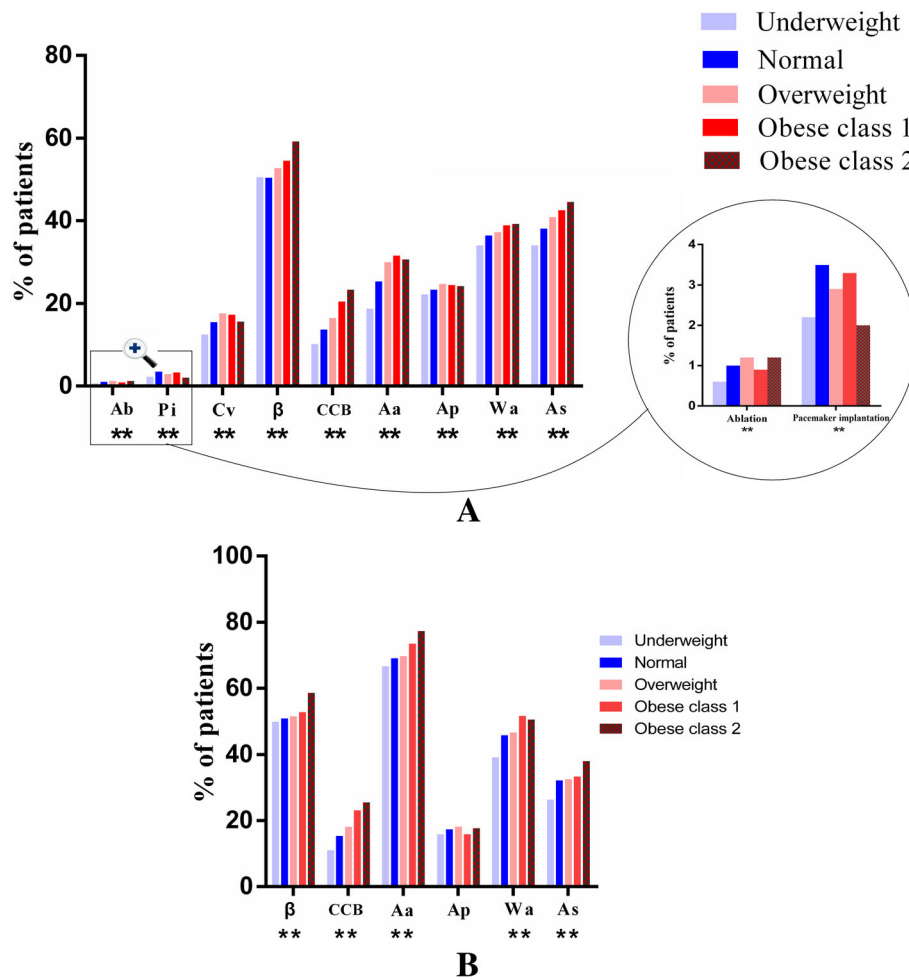 Underweight
Normal
Overweight
Obese class 1
Obese class 2
% of patients
80
60
40
20
0
Ab Pi Cv β CCB Aa Ap Wa As
** ** ** ** ** ** ** ** **
% of patients
4
3
2
1
0
Ablation Pacemaker implantation
** **
A
% of patients
100
80
60
40
20
0
Underweight
Normal
Overweight
Obese class 1
Obese class 2
β CCB Aa Ap Wa As
** ** ** ** **
B